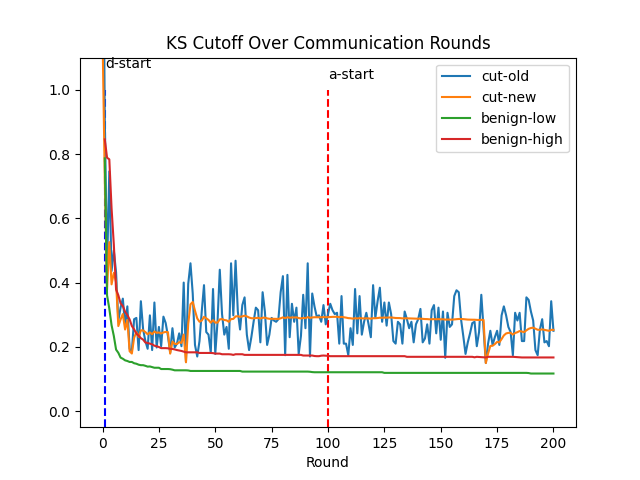 KS Cutoff Over Communication Rounds
d-start
a-start
cut-old
cut-new
benign-low
benign-high
1.0
0.8
0.6
0.4
0.2
0.0
0 25 50 75 100 125 150 175 200
Round